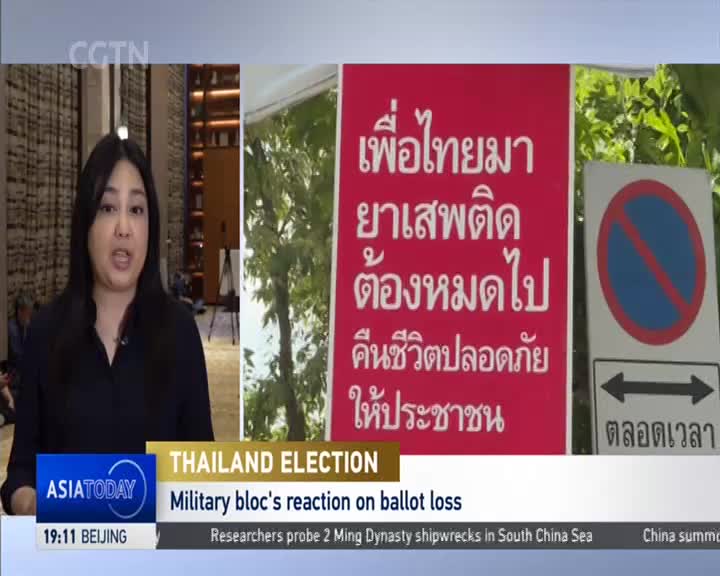 CGTN
เพื่อไทยมา
ยาเสพติด
ต้องหมดไป
คืนชีวิตปลอดภัย
ให้ประชาชน
ตลอดเวลา
THAILAND ELECTION
ASIA TODAY
Military bloc's reaction on ballot loss
19:11 BEIJING
Researchers probe 2 Ming Dynasty shipwrecks in South China Sea
China